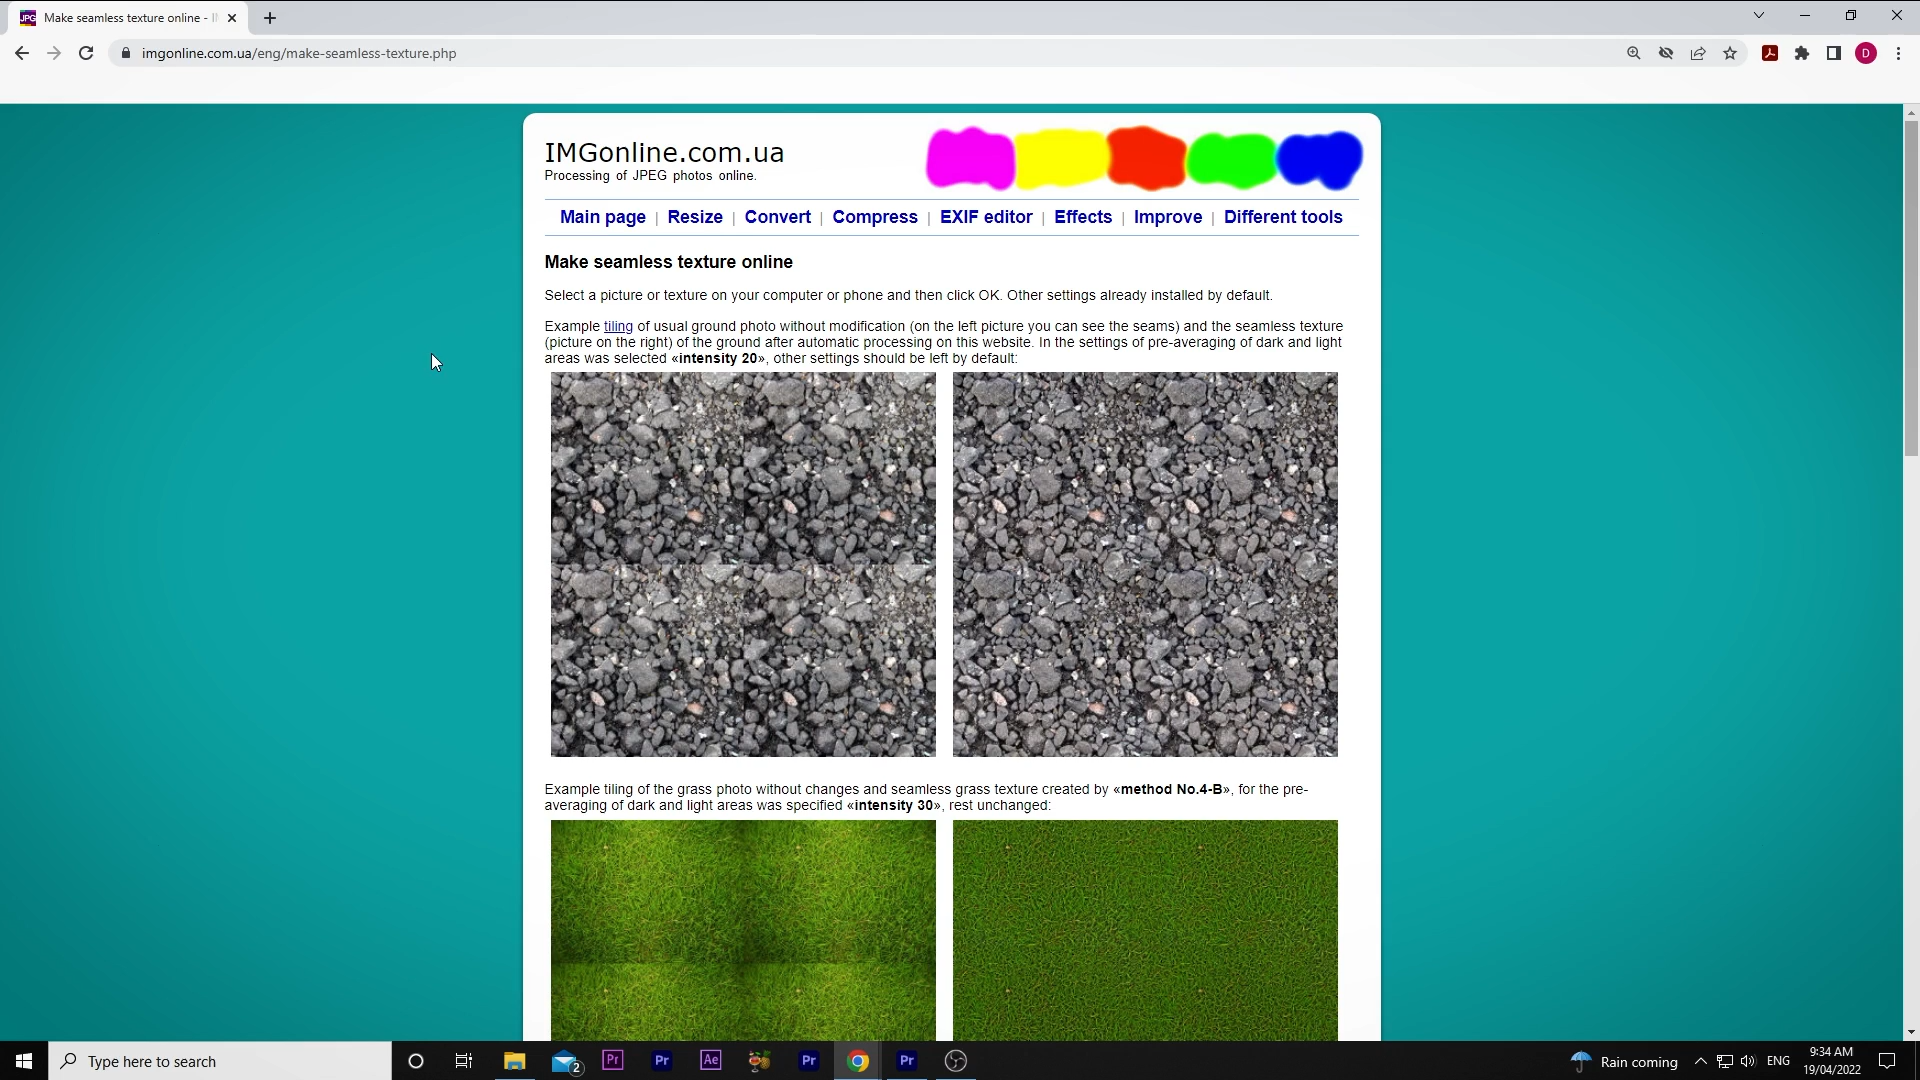 JPG
Make seamless texture online - I
imgonline.com.ua/eng/make-seamless-texture.php
D
IMGonline.com.ua
Processing of JPEG photos online.
Main page | Resize | Convert | Compress | EXIF editor | Effects | Improve | Different tools
Make seamless texture online
Select a picture or texture on your computer or phone and then click OK. Other settings already installed by default.
Example tiling of usual ground photo without modification (on the left picture you can see the seams) and the seamless texture
(picture on the right) of the ground after automatic processing on this website. In the settings of pre-averaging of dark and light
areas was selected «intensity 20», other settings should be left by default:
Example tiling of the grass photo without changes and seamless grass texture created by «method No.4-B», for the pre-
averaging of dark and light areas was specified «intensity 30», rest unchanged:
Type here to search
2
Pr
Pr
Ae
Pr
Pr
Rain coming
ENG
9:34 AM
19/04/2022